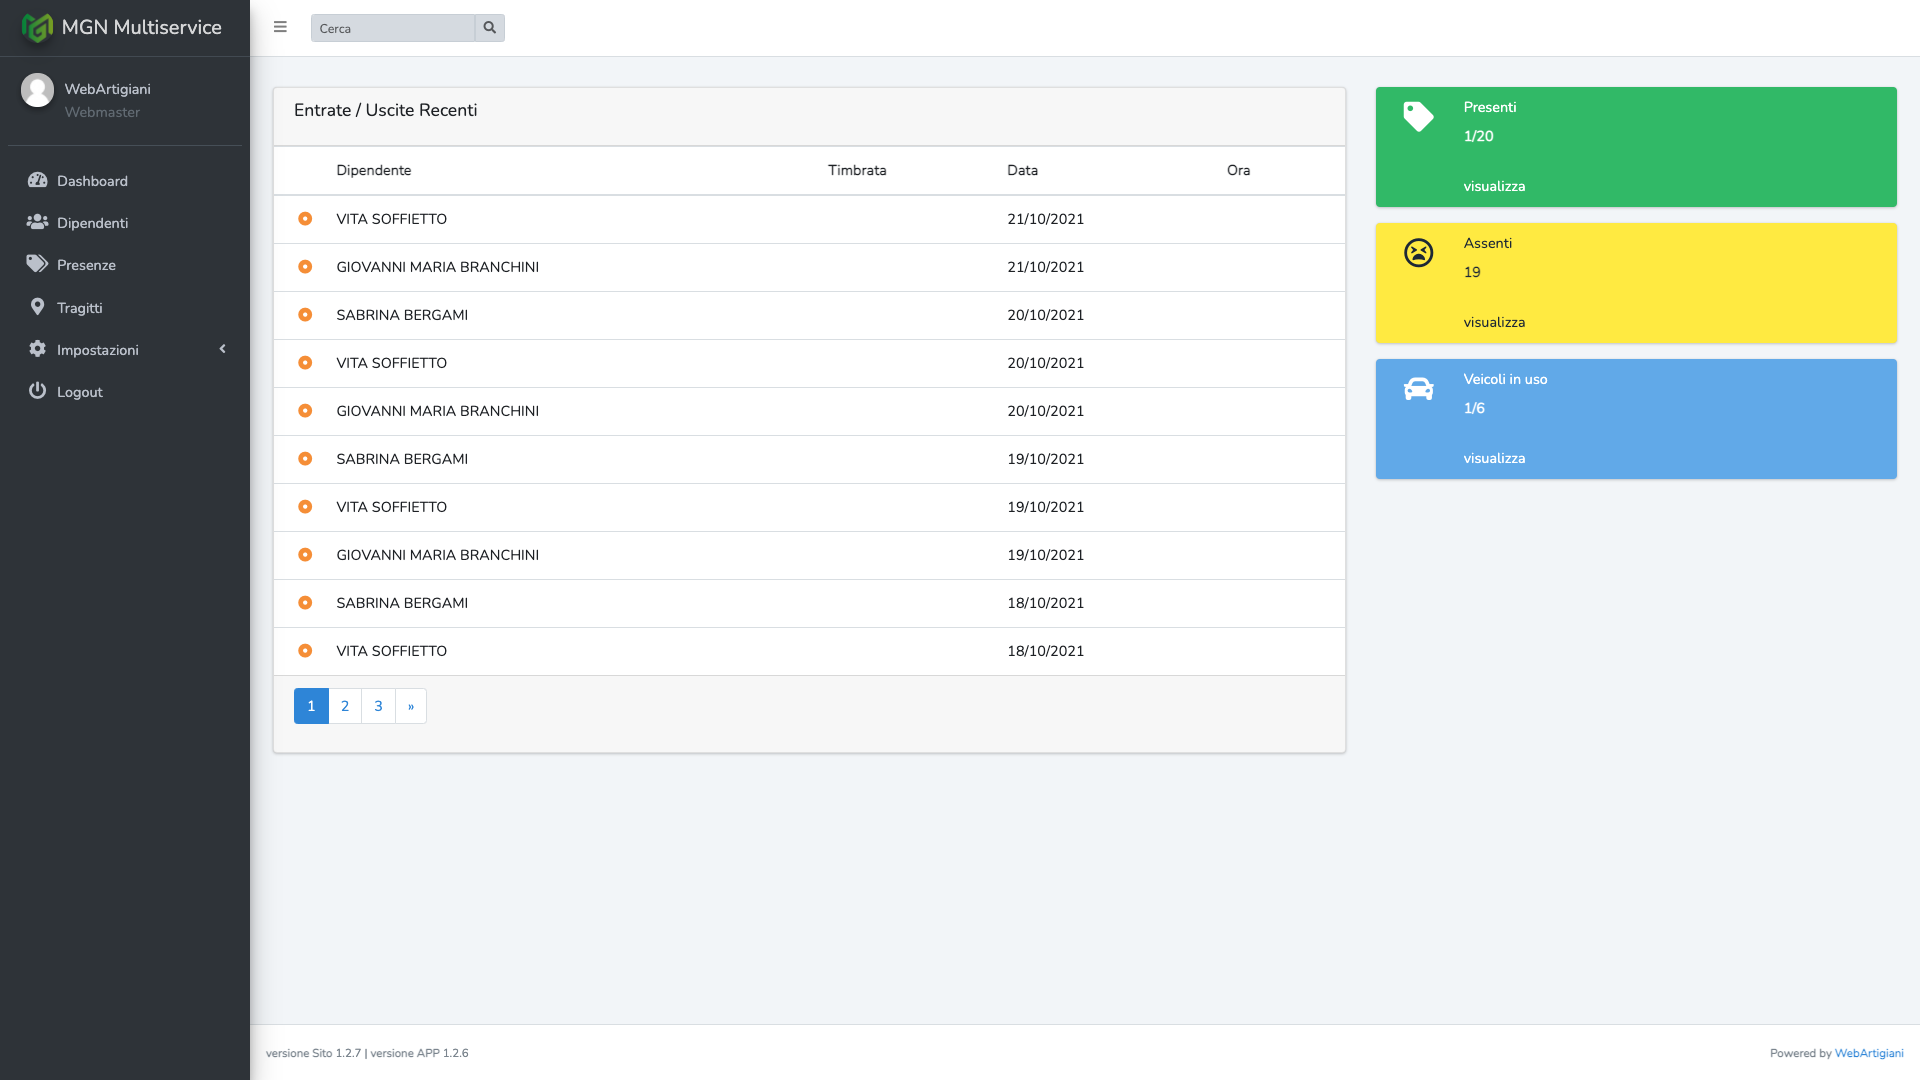 MGN Multiservice
WebArtigiani
Webmaster
Dashboard
Dipendenti
Presenze
Tragitti
Impostazioni
Logout
Cerca
Entrate / Uscite Recenti
Dipendente Timbrata Data Ora
VITA SOFFIETTO 21/10/2021
GIOVANNI MARIA BRANCHINI 21/10/2021
SABRINA BERGAMI 20/10/2021
VITA SOFFIETTO 20/10/2021
GIOVANNI MARIA BRANCHINI 20/10/2021
SABRINA BERGAMI 19/10/2021
VITA SOFFIETTO 19/10/2021
GIOVANNI MARIA BRANCHINI 19/10/2021
SABRINA BERGAMI 18/10/2021
VITA SOFFIETTO 18/10/2021
1 2 3 »
Presenti
1/20
visualizza
Assenti
19
visualizza
Veicoli in uso
1/6
visualizza
versione Sito 1.2.7 | versione APP 1.2.6
Powered by WebArtigiani